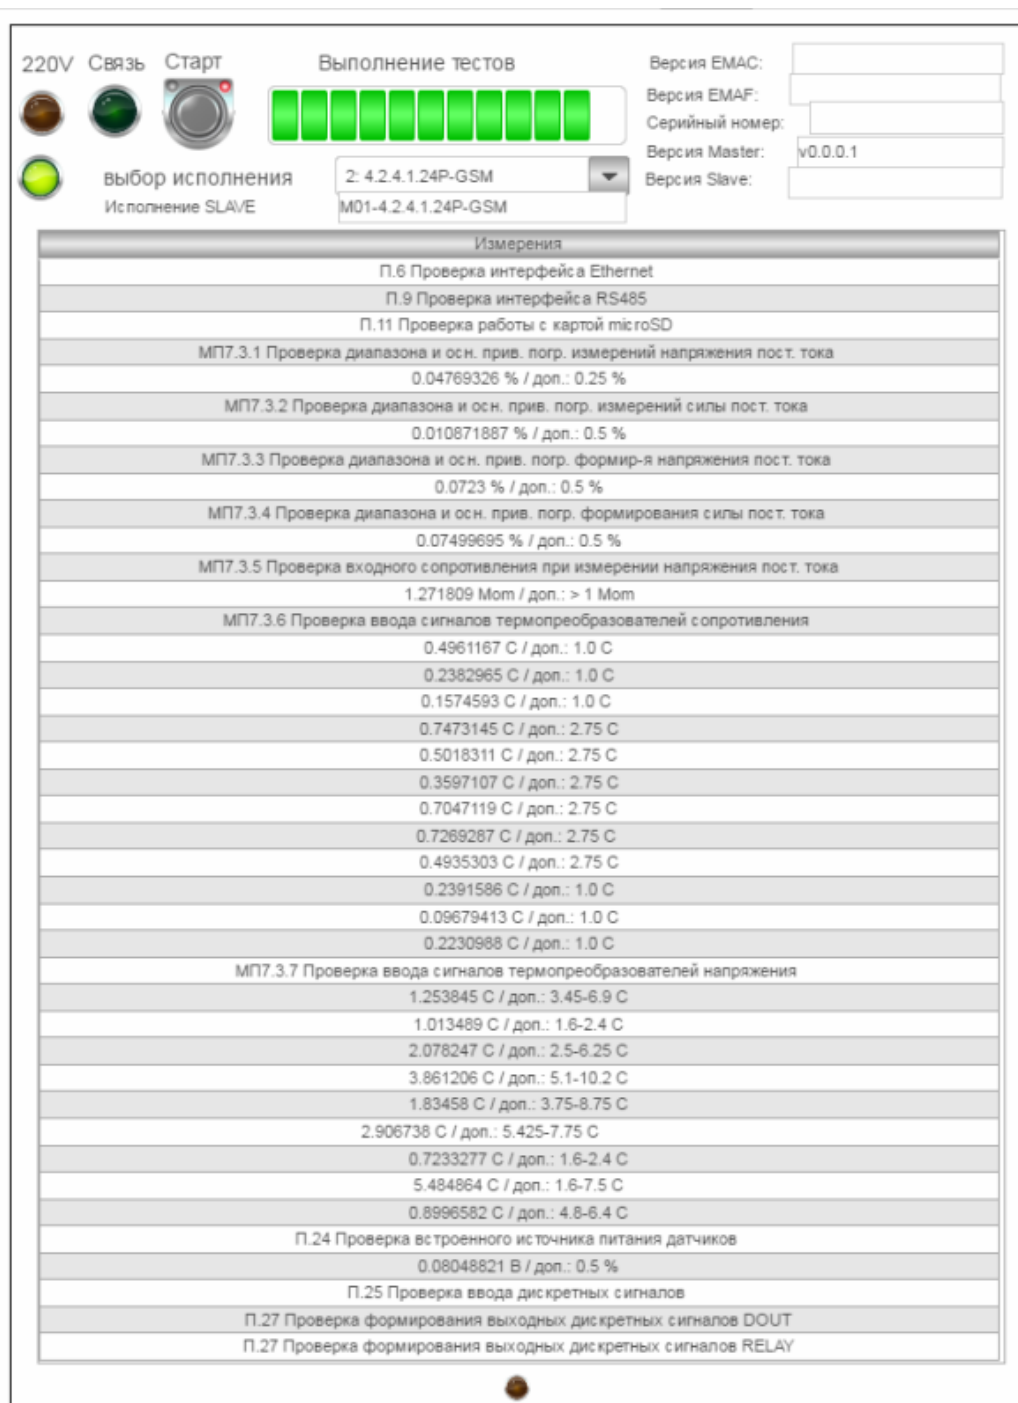 220V Связь Старт Выполнение тестов Версия EMAC:
Версия EMAF:
Серийный номер:
Версия Master: v0.0.0.1
выбор исполнения 2: 4.2.4.1.24P-GSM Версия Slave:
Исполнение SLAVE M01-4.2.4.1.24P-GSM
Измерения
П.6 Проверка интерфейса Ethernet
П.9 Проверка интерфейса RS485
П.11 Проверка работы с картой microSD
МП7.3.1 Проверка диапазона и осн. прив. погр. измерений напряжения пост. тока
0.04769326 % / доп.: 0.25 %
МП7.3.2 Проверка диапазона и осн. прив. погр. измерений силы пост. тока
0.010871887 % / доп.: 0.5 %
МП7.3.3 Проверка диапазона и осн. прив. погр. формир-я напряжения пост. тока
0.0723 % / доп.: 0.5 %
МП7.3.4 Проверка диапазона и осн. прив. погр. формирования силы пост. тока
0.07499695 % / доп.: 0.5 %
МП7.3.5 Проверка входного сопротивления при измерении напряжения пост. тока
1.271809 Мом / доп.: > 1 Мом
МП7.3.6 Проверка ввода сигналов термопреобразователей сопротивления
0.4961167 C / доп.: 1.0 C
0.2382965 C / доп.: 1.0 C
0.1574593 C / доп.: 1.0 C
0.7473145 C / доп.: 2.75 C
0.5018311 C / доп.: 2.75 C
0.3597107 C / доп.: 2.75 C
0.7047119 C / доп.: 2.75 C
0.7269287 C / доп.: 2.75 C
0.4935303 C / доп.: 2.75 C
0.2391586 C / доп.: 1.0 C
0.09679413 C / доп.: 1.0 C
0.2230988 C / доп.: 1.0 C
МП7.3.7 Проверка ввода сигналов термопреобразователей напряжения
1.253845 C / доп.: 3.45-6.9 C
1.013489 C / доп.: 1.6-2.4 C
2.078247 C / доп.: 2.5-6.25 C
3.861206 C / доп.: 5.1-10.2 C
1.83458 C / доп.: 3.75-8.75 C
2.906738 C / доп.: 5.425-7.75 C
0.7233277 C / доп.: 1.6-2.4 C
5.484864 C / доп.: 1.6-7.5 C
0.8996582 C / доп.: 4.8-6.4 C
П.24 Проверка встроенного источника питания датчиков
0.08048821 В / доп.: 0.5 %
П.25 Проверка ввода дискретных сигналов
П.27 Проверка формирования выходных дискретных сигналов DOUT
П.27 Проверка формирования выходных дискретных сигналов RELAY